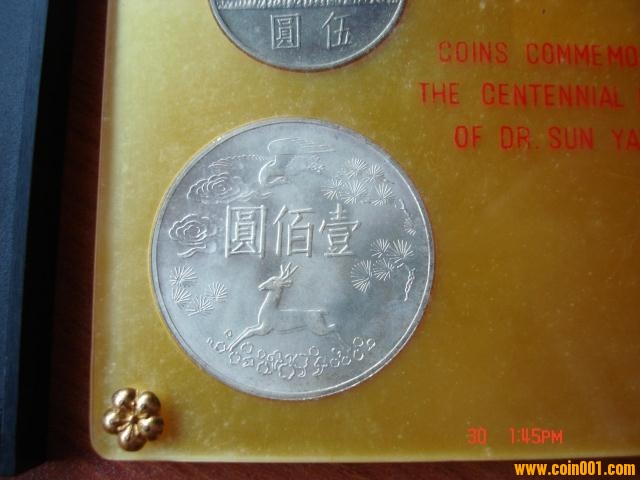 圓 伍
COINS COMMEMO
THE CENTENNIAL
OF DR. SUN YA
圓佰壹
30 1:45PM
www.coin001.com